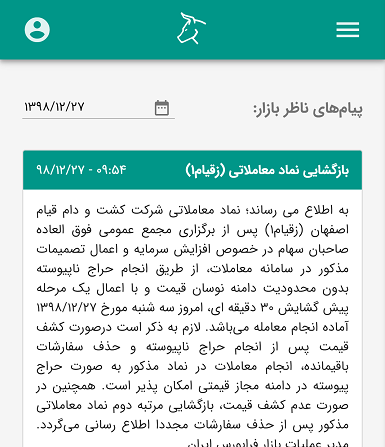 پیام‌های ناظر بازار:
۱۳۹۸/۱۲/۲۷
بازگشایی نماد معاملاتی (زقیام۱)
۰۹:۵۴ - ۹۸/۱۲/۲۷
به اطلاع می رساند؛ نماد معاملاتی شرکت کشت و دام قیام
اصفهان (زقیام۱) پس از برگزاری مجمع عمومی فوق العاده
صاحبان سهام در خصوص افزایش سرمایه و اعمال تصمیمات
مذکور در سامانه معاملات، از طریق انجام حراج ناپیوسته
بدون محدودیت دامنه نوسان قیمت و با اعمال یک مرحله
پیش گشایش ۳۰ دقیقه ای، امروز سه شنبه مورخ ۱۳۹۸/۱۲/۲۷
آماده انجام معامله می‌باشد. لازم به ذکر است درصورت کشف
قیمت پس از انجام حراج ناپیوسته و حذف سفارشات
باقیمانده، انجام معاملات در نماد مذکور به صورت حراج
پیوسته در دامنه مجاز قیمتی امکان پذیر است. همچنین در
صورت عدم کشف قیمت، بازگشایی مرتبه دوم نماد معاملاتی
مذکور پس از حذف سفارشات مجددا اطلاع رسانی می‌گردد.
مدیر عملیات بازار فرابورس ایران